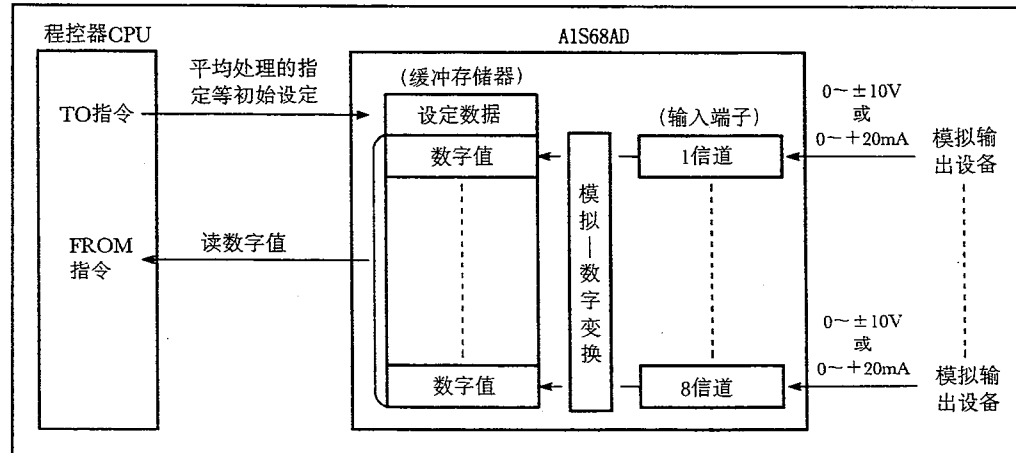 程控器CPU
A1S68AD
平均处理的指
定等初始设定
(缓冲存储器)
0～±10V
或
0～＋20mA
TO指令
设定数据
(输入端子)
模拟输
出设备
数字值
1信道
模拟—数字变换
FROM
指令
读数字值
0～±10V
或
0～＋20mA
数字值
8信道
模拟输
出设备